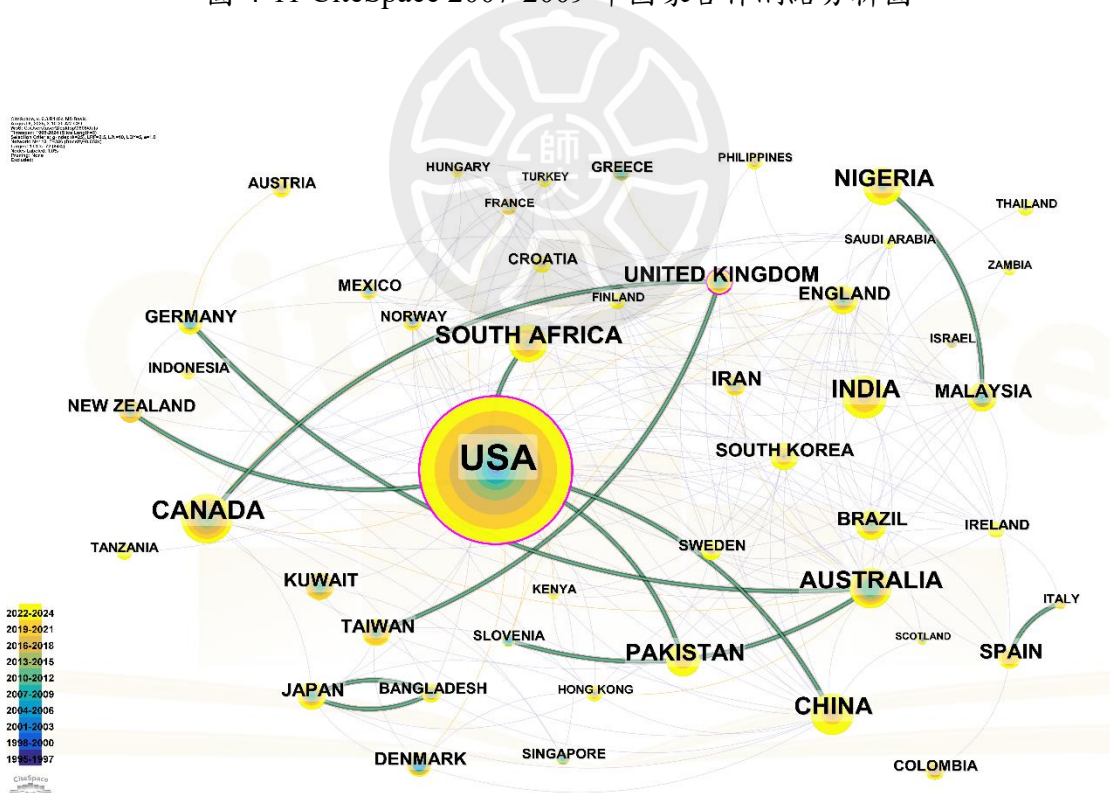 圖 4-11 CiteSpace 2007-2009 年國家合作網絡分析圖
師
HUNGARY
TURKEY
GREECE
PHILIPPINES
AUSTRIA
NIGERIA
FRANCE
THAILAND
SAUDI ARABIA
CROATIA
ZAMBIA
UNITED KINGDOM
MEXICO
FINLAND
ENGLAND
GERMANY
NORWAY
SOUTH AFRICA
ISRAEL
INDONESIA
IRAN
INDIA
MALAYSIA
NEW ZEALAND
USA
SOUTH KOREA
CANADA
BRAZIL
IRELAND
TANZANIA
SWEDEN
KUWAIT
KENYA
AUSTRALIA
ITALY
TAIWAN
SLOVENIA
SCOTLAND
PAKISTAN
SPAIN
JAPAN
BANGLADESH
HONG KONG
CHINA
DENMARK
SINGAPORE
COLOMBIA
2022-2024
2019-2021
2016-2018
2013-2015
2010-2012
2007-2009
2004-2006
2001-2003
1998-2000
1995-1997
CiteSpace